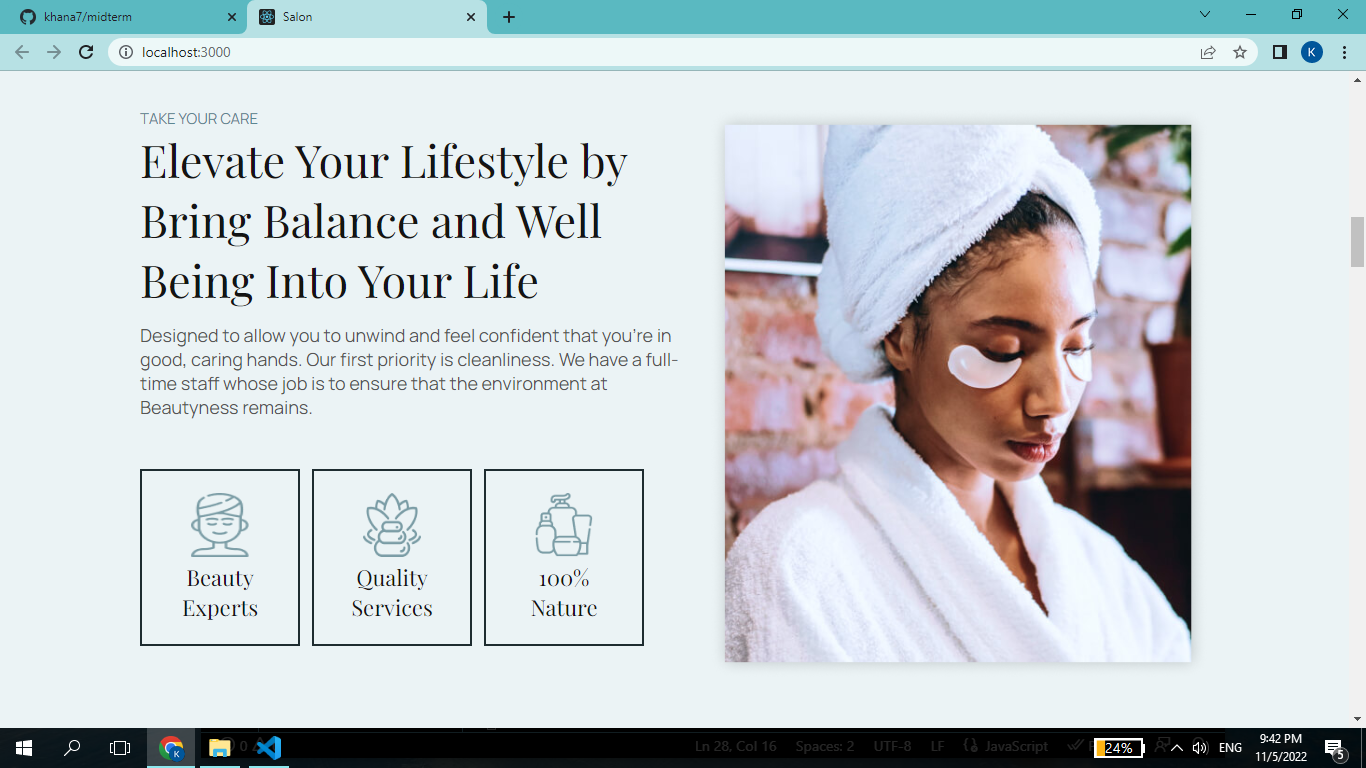 khana7/midterm
Salon
localhost:3000
K
TAKE YOUR CARE
Elevate Your Lifestyle by
Bring Balance and Well
Being Into Your Life
Designed to allow you to unwind and feel confident that you're in
good, caring hands. Our first priority is cleanliness. We have a full-
time staff whose job is to ensure that the environment at
Beautyness remains.
Beauty
Experts
Quality
Services
100%
Nature
K
0
Ln 28, Col 16
Spaces: 2
UTF-8
LF
JavaScript
24%
ENG
9:42 PM
11/5/2022
5